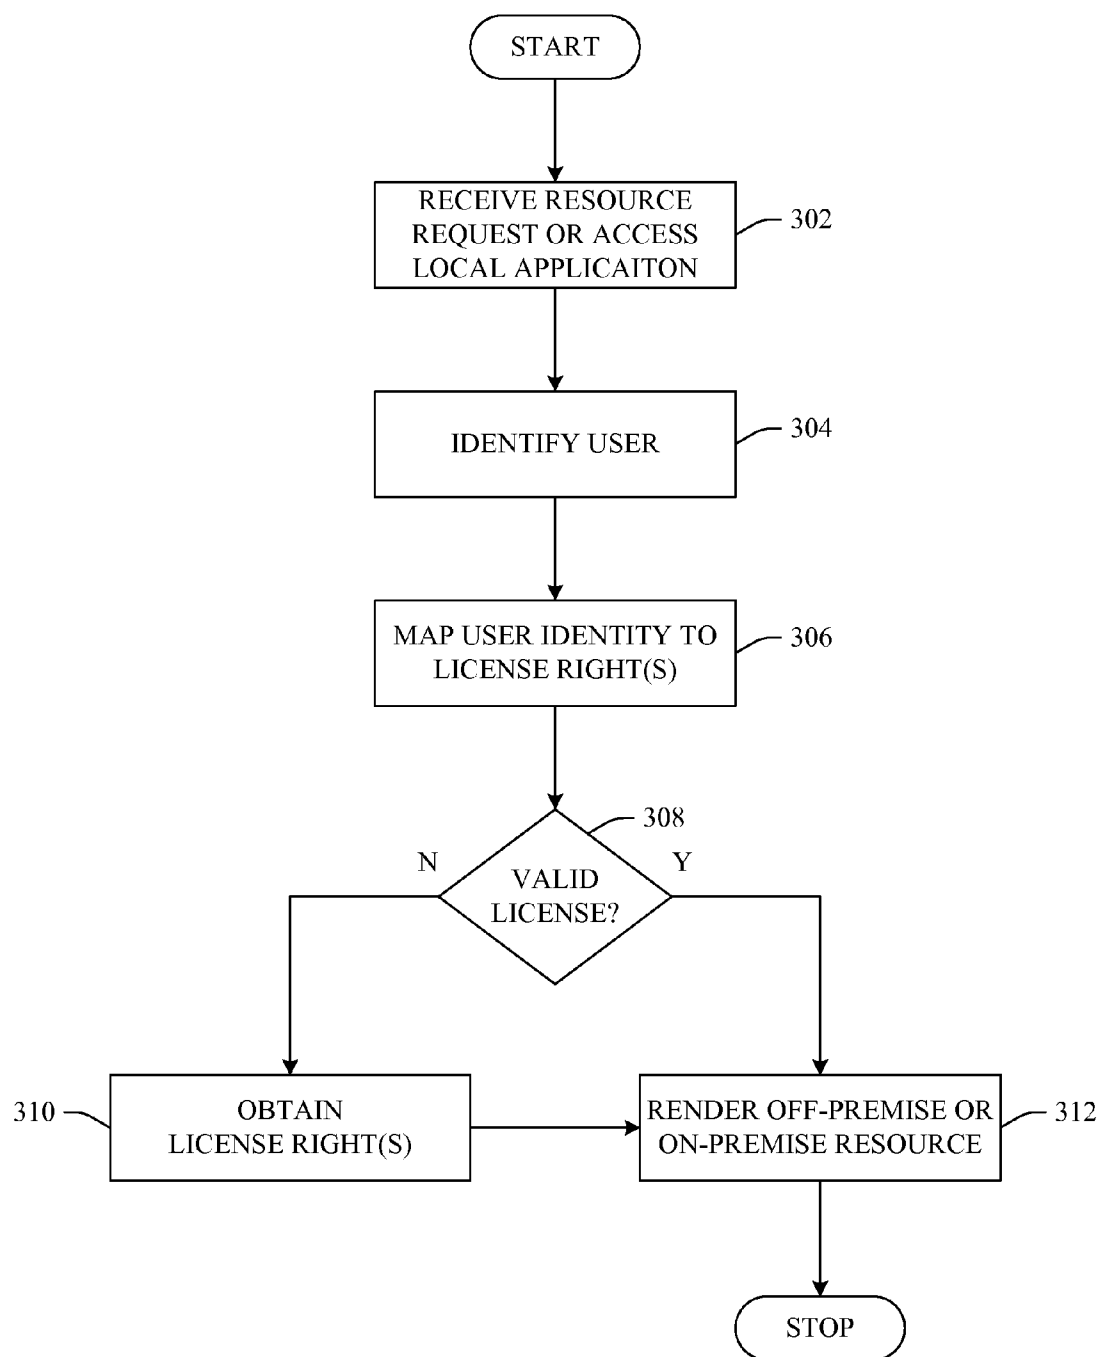 START
RECEIVE RESOURCE
REQUEST OR ACCESS
LOCAL APPLICAITON
302
IDENTIFY USER
304
MAP USER IDENTITY TO
LICENSE RIGHT(S)
306
308
N
Y
VALID
LICENSE?
310
OBTAIN
LICENSE RIGHT(S)
RENDER OFF-PREMISE OR
ON-PREMISE RESOURCE
312
STOP